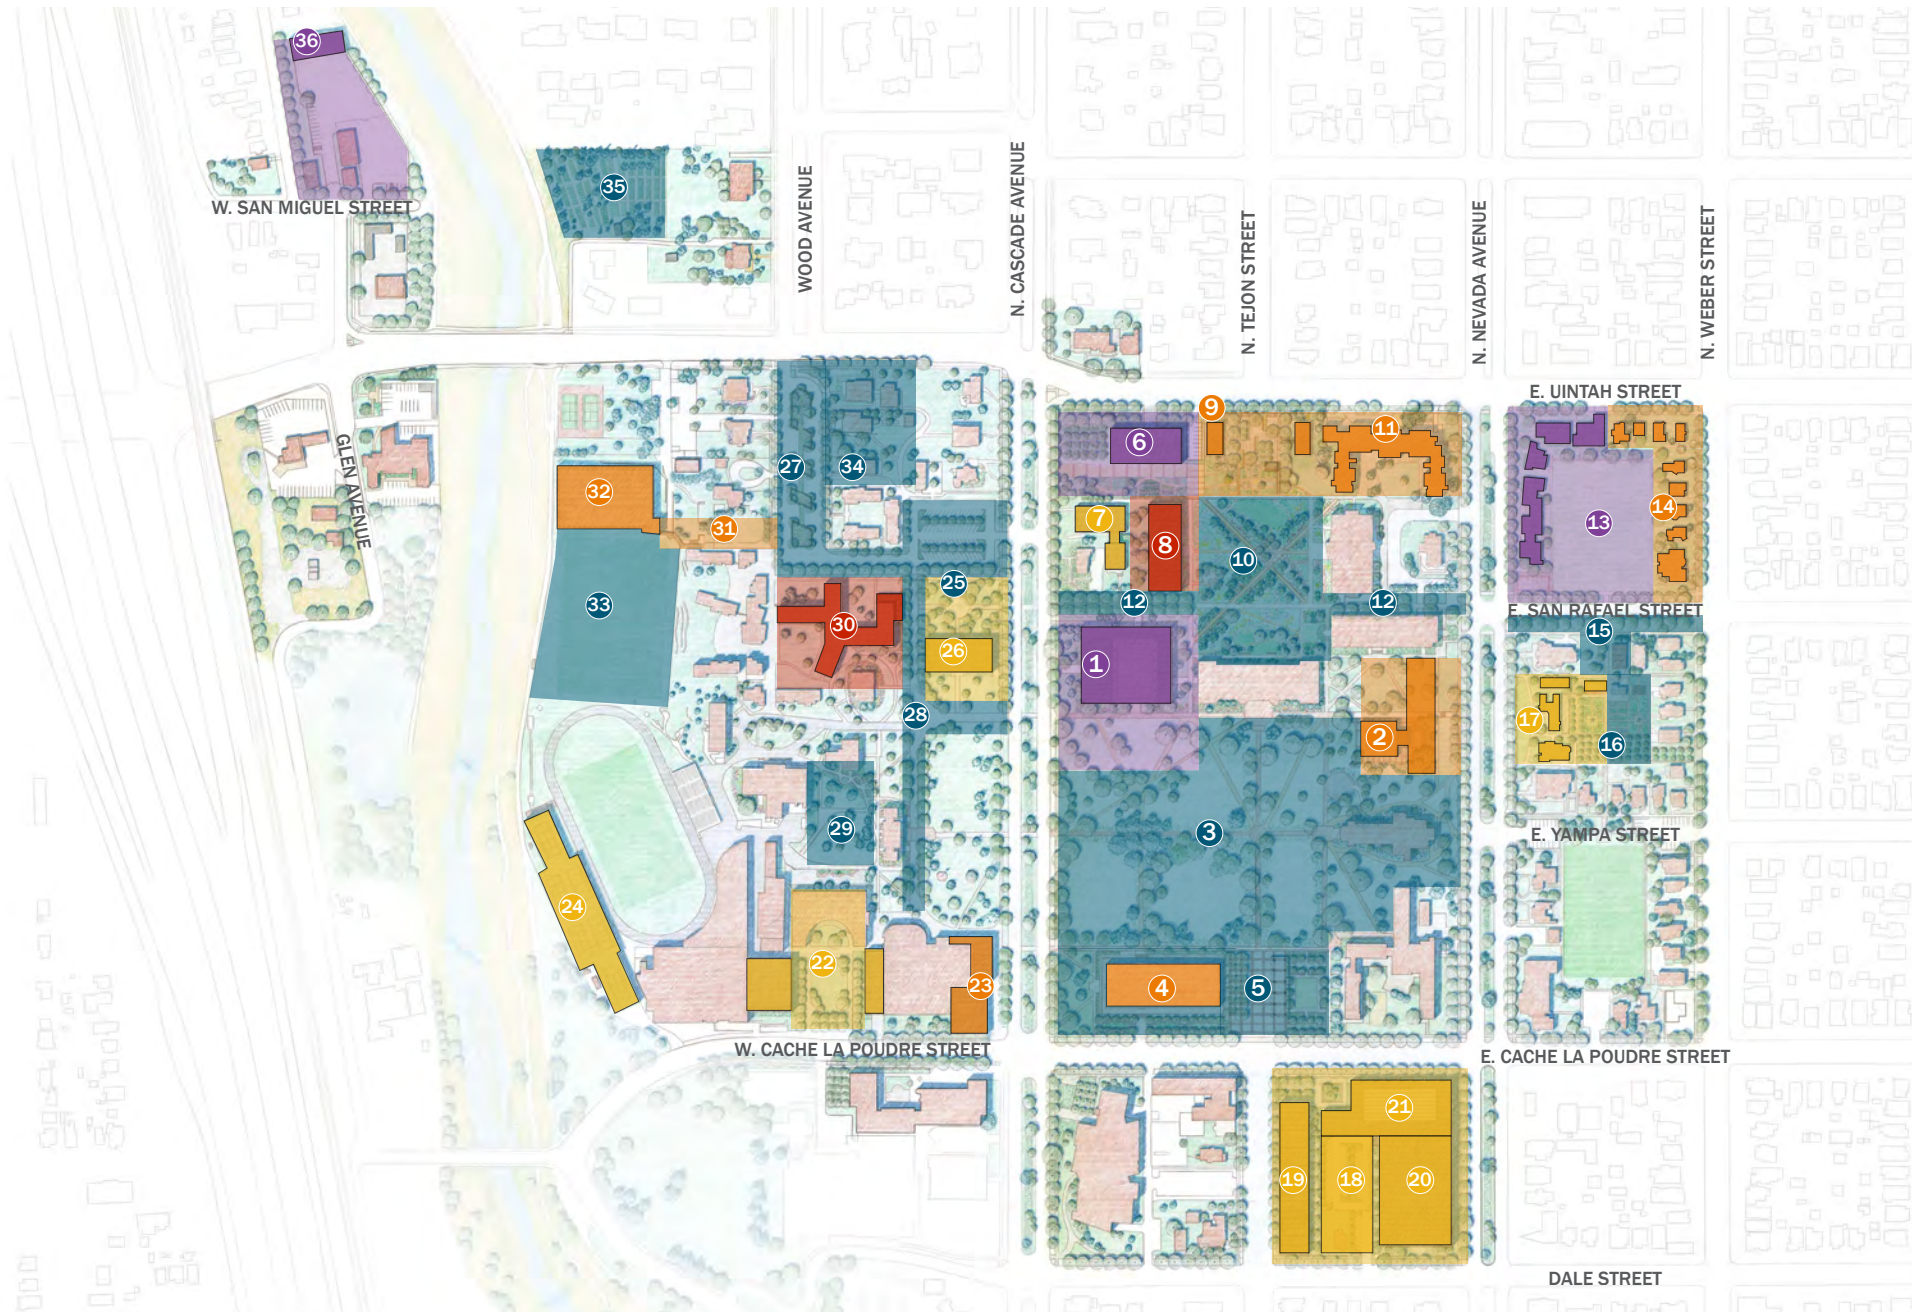 36
35
W. SAN MIGUEL STREET
WOOD AVENUE
N. CASCADE AVENUE
N. TEJON STREET
N. NEVADA AVENUE
N. WEBER STREET
E. UINTAH STREET
GLEN AVENUE
9
6
11
27
34
32
31
7
8
10
13
14
33
25
12
12
E. SAN RAFAEL STREET
30
26
1
15
28
2
17
16
29
3
E. YAMPA STREET
24
22
23
4
5
W. CACHE LA POUDRE STREET
E. CACHE LA POUDRE STREET
21
19
18
20
DALE STREET